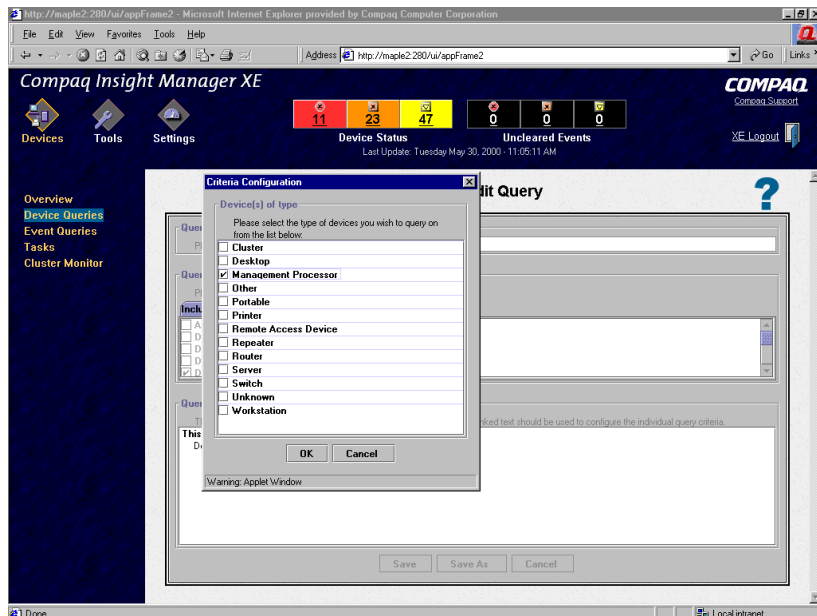 http://maple2:280/ui/appFrame2 - Microsoft Internet Explorer provided by Compaq Computer Corporation
File Edit View Favorites Tools Help
Address http://maple2:280/ui/appFrame2 Go Links »
Compaq Insight Manager XE
COMPAQ
Compaq Support
11 23 47 0 0 0
Devices Tools Settings
Device Status Uncleared Events
XE Logout
Last Update: Tuesday May 30, 2000 - 11:05:11 AM
Overview
Device Queries
Event Queries
Tasks
Cluster Monitor
dit Query
?
Criteria Configuration
Device(s) of type
Please select the type of devices you wish to query on
from the list below:
Cluster
Desktop
Management Processor
Other
Portable
Printer
Remote Access Device
Repeater
Router
Server
Switch
Unknown
Workstation
OK Cancel
Warning: Applet Window
Quer
Quer
Inclu
Quer
nked text should be used to configure the individual query criteria.
This
Save Save As Cancel
Done Local intranet